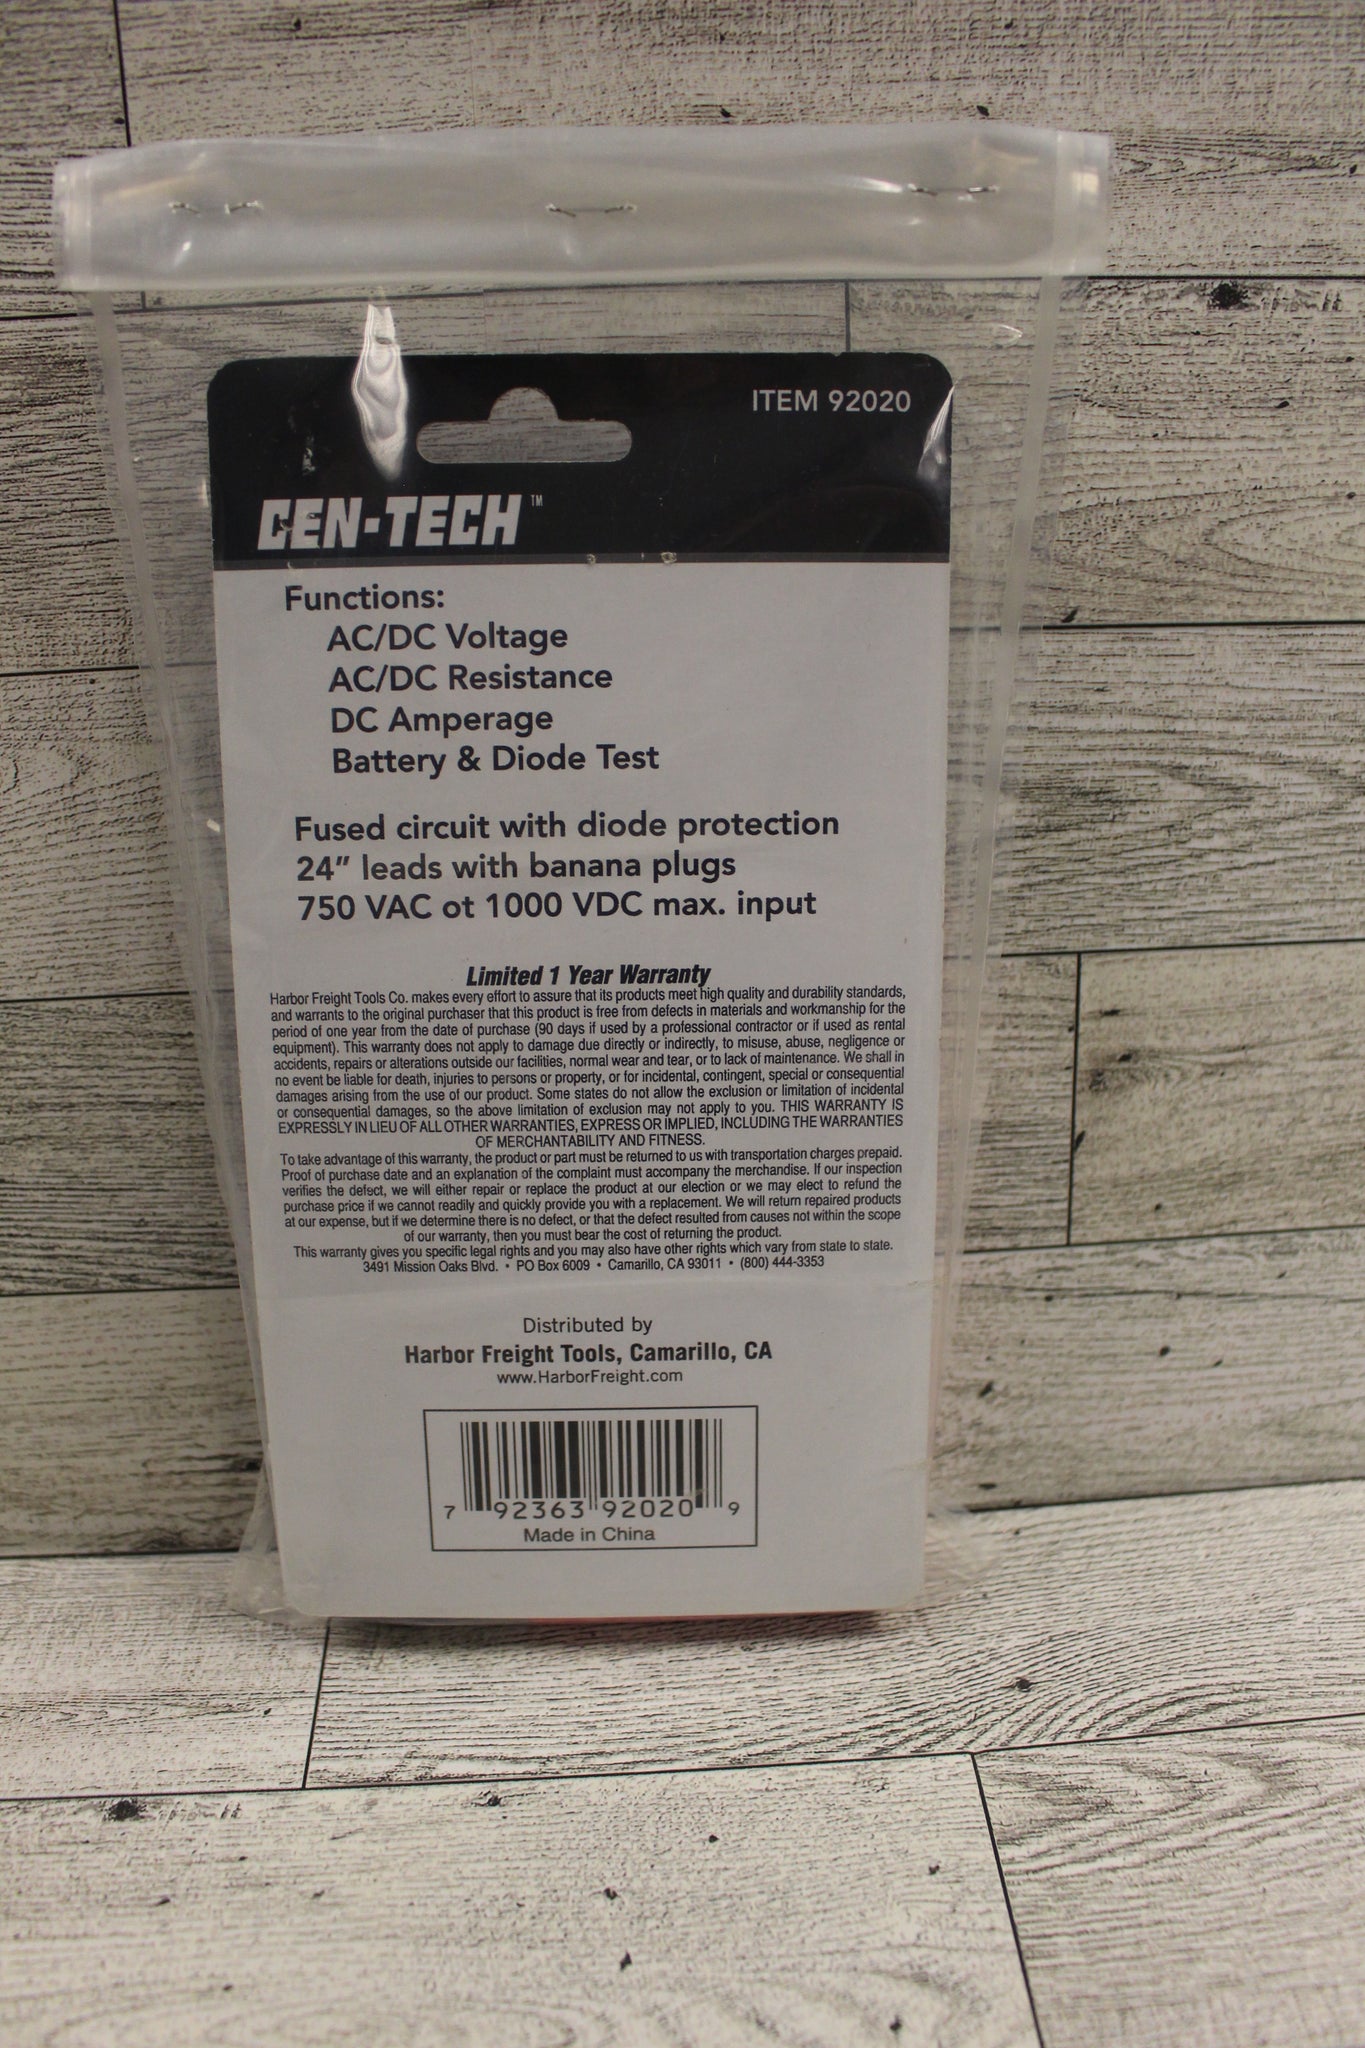 ITEM 92020
CEN-TECH™
Functions:
AC/DC Voltage
AC/DC Resistance
DC Amperage
Battery & Diode Test
Fused circuit with diode protection
24" leads with banana plugs
750 VAC ot 1000 VDC max. input
Limited 1 Year Warranty
Harbor Freight Tools Co. makes every effort to assure that its products meet high quality and durability standards,
and warrants to the original purchaser that this product is free from defects in materials and workmanship for the
period of one year from the date of purchase (90 days if used by a professional contractor or if used as rental
equipment). This warranty does not apply to damage due directly or indirectly, to misuse, abuse, negligence or
accidents, repairs or alterations outside our facilities, normal wear and tear, or to lack of maintenance. We shall in
no event be liable for death, injuries to persons or property, or for incidental, contingent, special or consequential
damages arising from the use of our product. Some states do not allow the exclusion or limitation of incidental
or consequential damages, so the above limitation of exclusion may not apply to you. THIS WARRANTY IS
EXPRESSLY IN LIEU OF ALL OTHER WARRANTIES, EXPRESS OR IMPLIED, INCLUDING THE WARRANTIES
OF MERCHANTABILITY AND FITNESS.
To take advantage of this warranty, the product or part must be returned to us with transportation charges prepaid.
Proof of purchase date and an explanation of the complaint must accompany the merchandise. If our inspection
verifies the defect, we will either repair or replace the product at our election or we may elect to refund the
purchase price if we cannot readily and quickly provide you with a replacement. We will return repaired products
at our expense, but if we determine there is no defect, or that the defect resulted from causes not within the scope
of our warranty, then you must bear the cost of returning the product.
This warranty gives you specific legal rights and you may also have other rights which vary from state to state.
3491 Mission Oaks Blvd. • PO Box 6009 • Camarillo, CA 93011 • (800) 444-3353
Distributed by
Harbor Freight Tools, Camarillo, CA
www.HarborFreight.com
7 92363 92020 9
Made in China